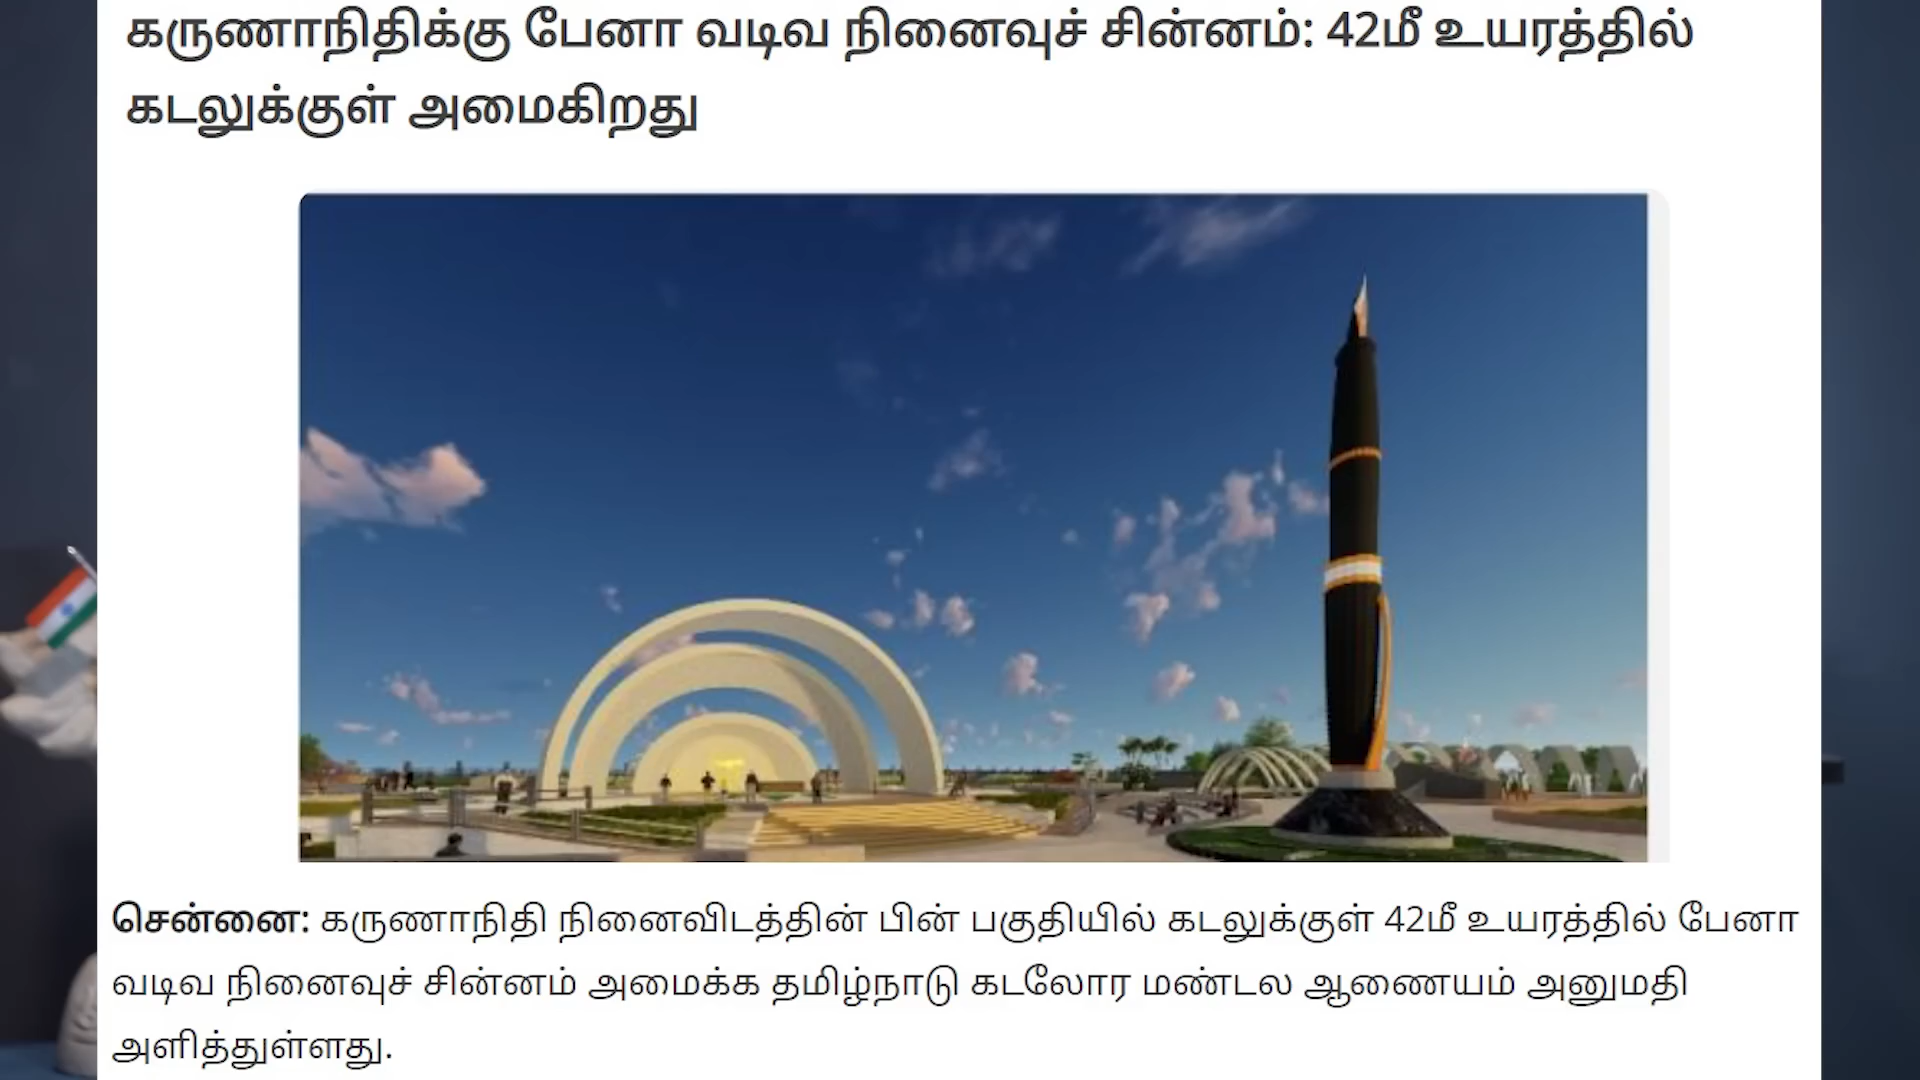 கருணாநிதிக்கு பேனா வடிவ நினைவுச் சின்னம்: 42மீ உயரத்தில்
கடலுக்குள் அமைகிறது
சென்னை: கருணாநிதி நினைவிடத்தின் பின் பகுதியில் கடலுக்குள் 42மீ உயரத்தில் பேனா
வடிவ நினைவுச் சின்னம் அமைக்க தமிழ்நாடு கடலோர மண்டல ஆணையம் அனுமதி
அளித்துள்ளது.